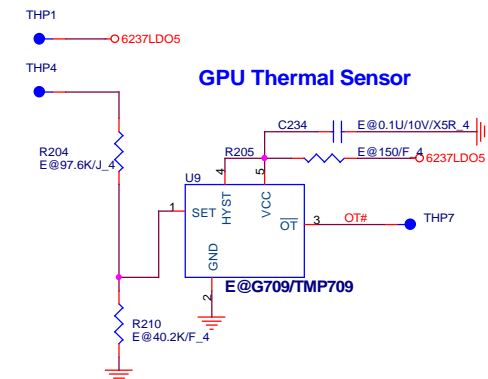 THP1
6237LDO5
THP4
GPU Thermal Sensor
C234
E@0.1U/10V/X5R_4
R204
E@97.6K/J_4
R205
E@150/F_4
6237LDO5
U9
4
5
1
SET
HYST
VCC
OT
3
OT#
THP7
GND
2
E@G709/TMP709
R210
E@40.2K/F_4